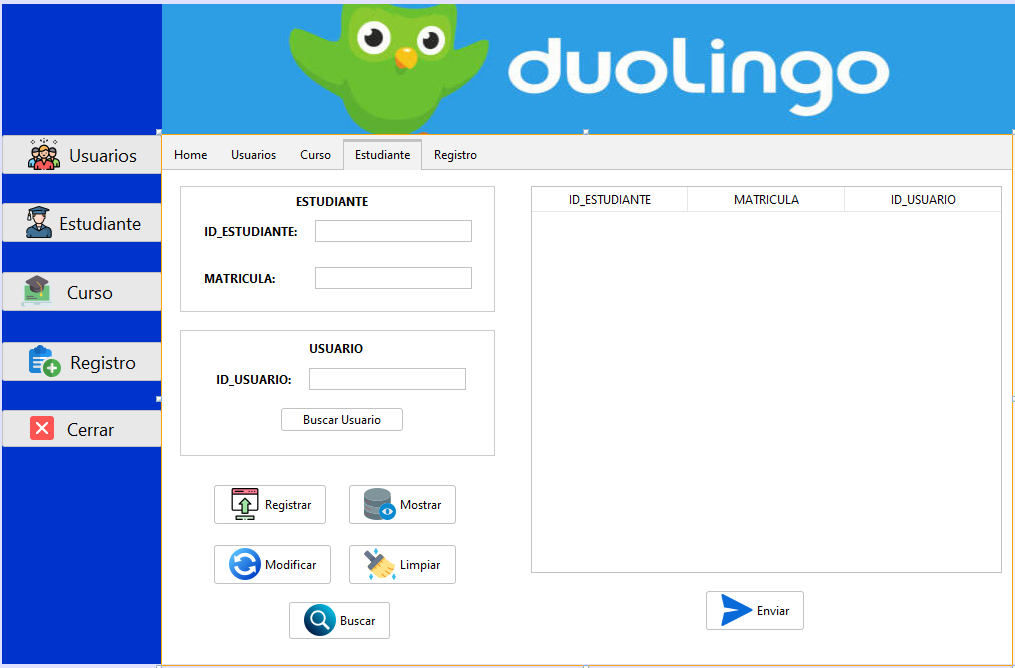 duolingo
Usuarios
Estudiante
Curso
Registro
Cerrar
Home Usuarios Curso Estudiante Registro
ESTUDIANTE
ID_ESTUDIANTE:
MATRICULA:
USUARIO
ID_USUARIO:
Buscar Usuario
Registrar Mostrar
Modificar Limpiar
Buscar
ID_ESTUDIANTE MATRICULA ID_USUARIO
Enviar